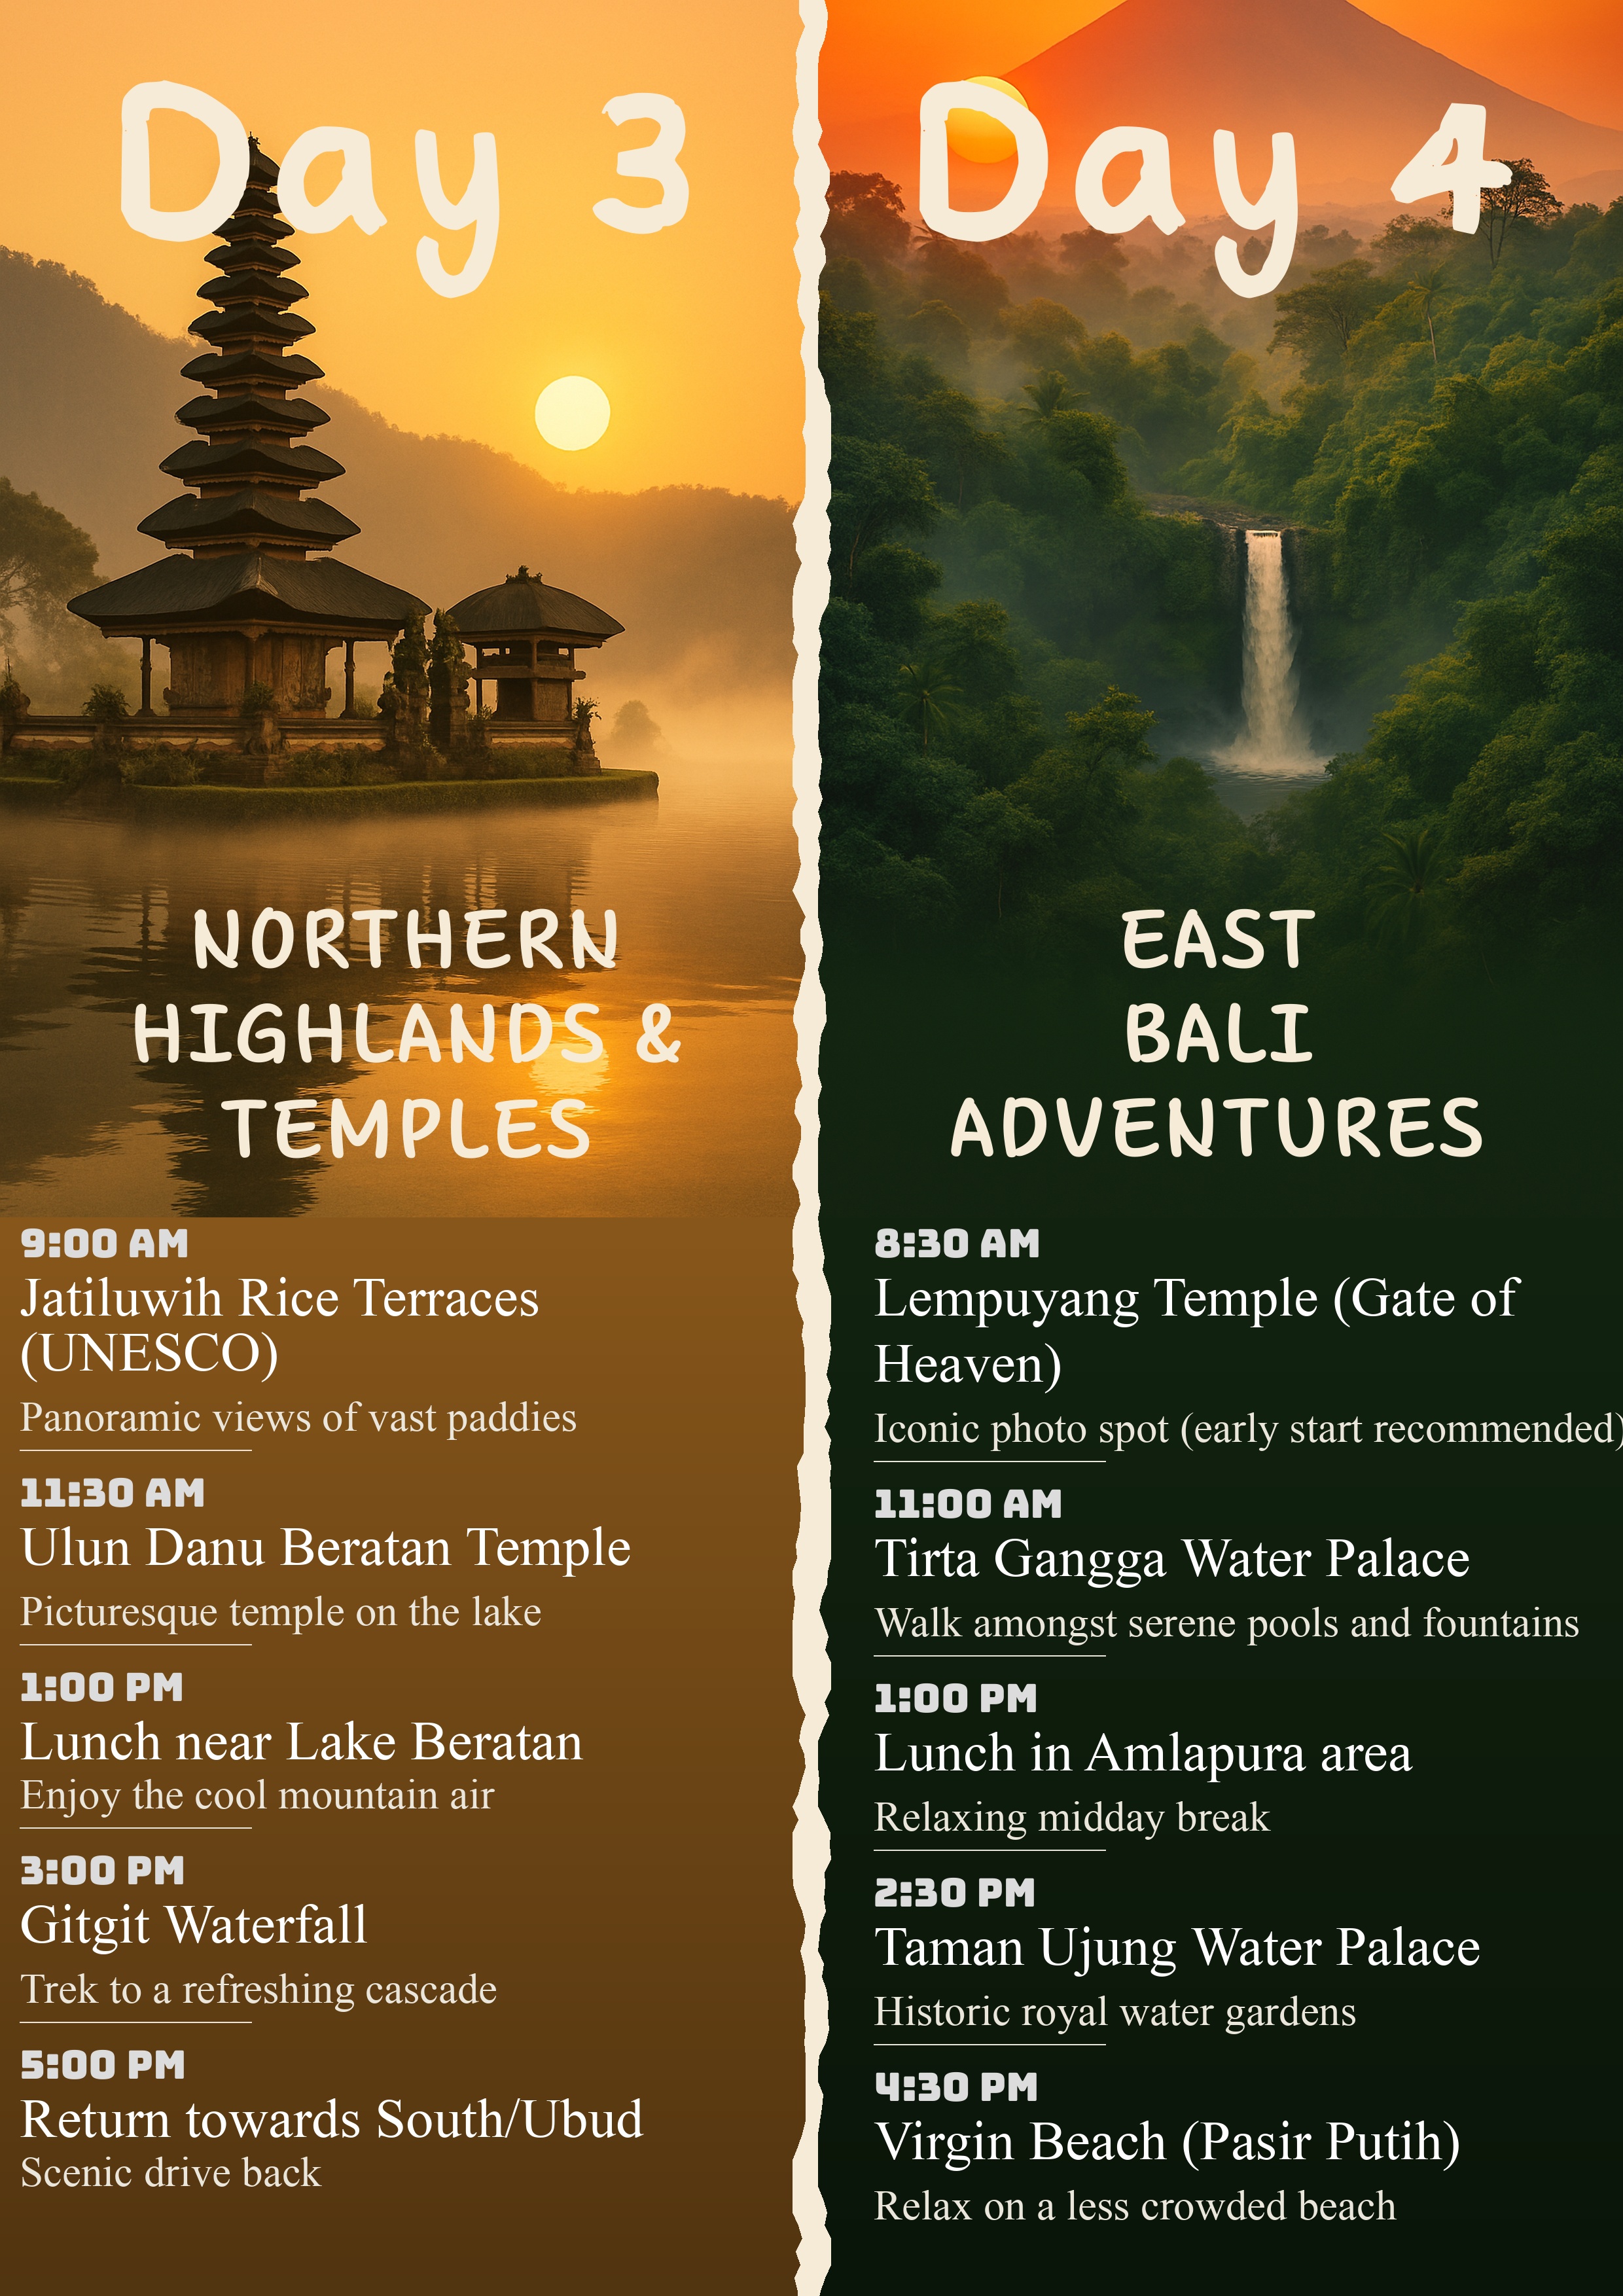 Day 3
NORTHERN
HIGHLANDS &
TEMPLES
9:00 AM
Jatiluwih Rice Terraces
(UNESCO)
Panoramic views of vast paddies
11:30 AM
Ulun Danu Beratan Temple
Picturesque temple on the lake
1:00 PM
Lunch near Lake Beratan
Enjoy the cool mountain air
3:00 PM
Gitgit Waterfall
Trek to a refreshing cascade
5:00 PM
Return towards South/Ubud
Scenic drive back
Day 4
EAST
BALI
ADVENTURES
8:30 AM
Lempuyang Temple (Gate of
Heaven)
Iconic photo spot (early start recommended)
11:00 AM
Tirta Gangga Water Palace
Walk amongst serene pools and fountains
1:00 PM
Lunch in Amlapura area
Relaxing midday break
2:30 PM
Taman Ujung Water Palace
Historic royal water gardens
4:30 PM
Virgin Beach (Pasir Putih)
Relax on a less crowded beach